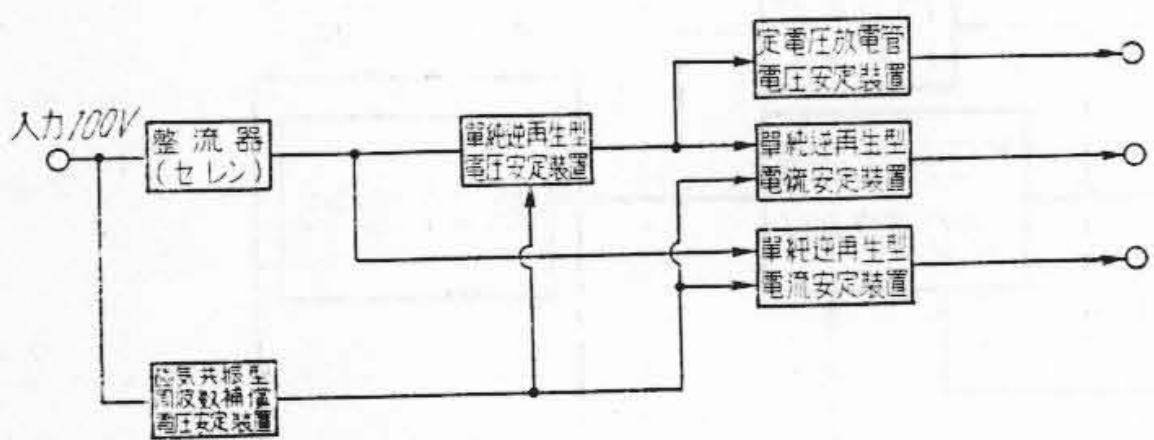 定電圧放電管
電圧安定装置
入力100V
整流器
(セレン)
單純逆再生型
電圧安定装置
單純逆再生型
電流安定装置
單純逆再生型
電流安定装置
磁気共振型
周波数補償
電圧安定装置